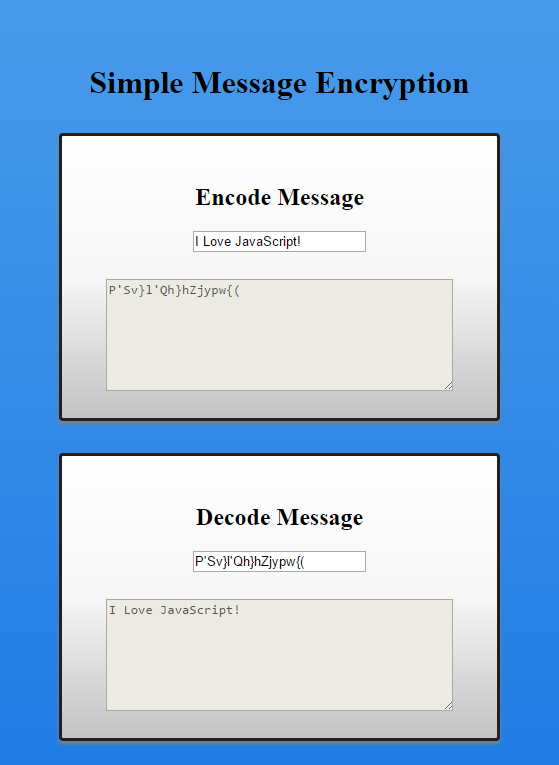 Simple Message Encryption
Encode Message
I Love JavaScript!
P'Sv}l'Qh}hZjypw{(
Decode Message
P'Sv}l'Qh}hZjypw{(
I Love JavaScript!